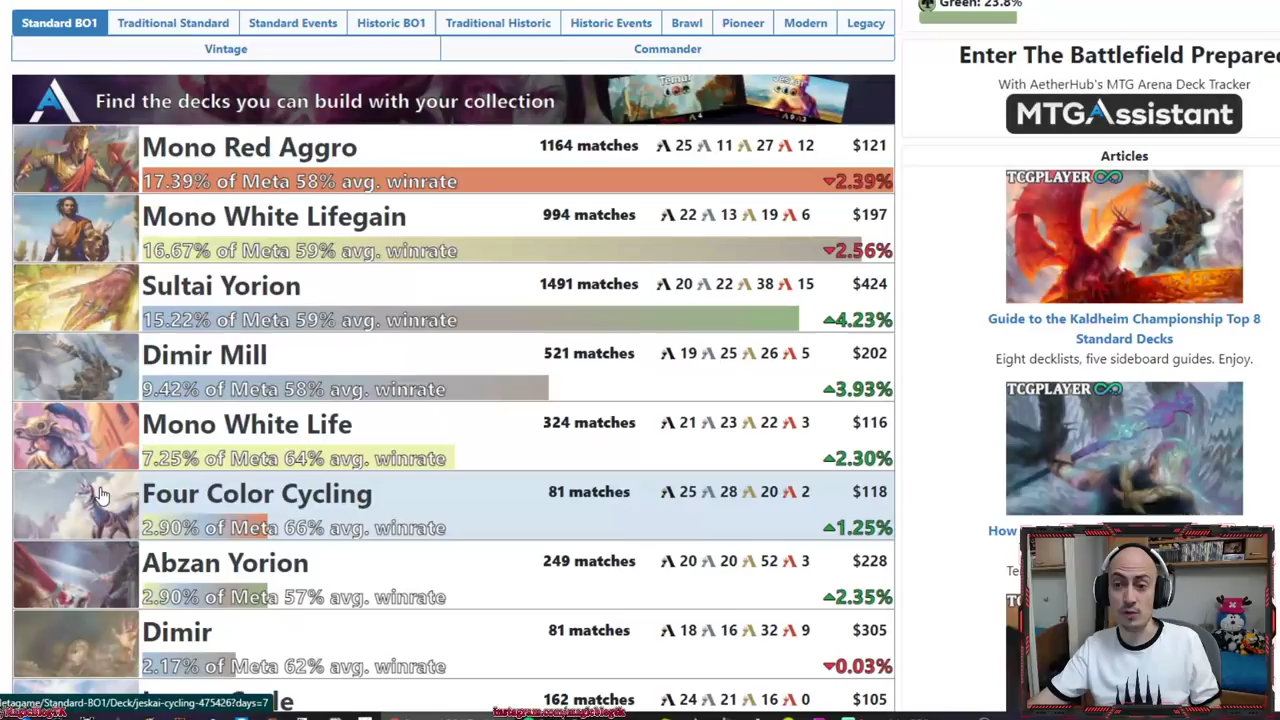 Green: 23.8%
Standard BO1 Traditional Standard Standard Events Historic BO1 Traditional Historic Historic Events Brawl Pioneer Modern Legacy
Vintage Commander
Find the decks you can build with your collection
Mono Red Aggro 1164 matches 25 11 27 12 $121
17.39% of Meta 58% avg. winrate 2.39%
Mono White Lifegain 994 matches 22 13 19 6 $197
16.67% of Meta 59% avg. winrate 2.56%
Sultai Yorion 1491 matches 20 22 38 15 $424
15.22% of Meta 59% avg. winrate 4.23%
Dimir Mill 521 matches 19 25 26 5 $202
9.42% of Meta 58% avg. winrate 3.93%
Mono White Life 324 matches 21 23 22 3 $116
7.25% of Meta 64% avg. winrate 2.30%
Four Color Cycling 81 matches 25 28 20 2 $118
2.90% of Meta 66% avg. winrate 1.25%
Abzan Yorion 249 matches 20 20 52 3 $228
2.90% of Meta 57% avg. winrate 2.35%
Dimir 81 matches 18 16 32 9 $305
2.17% of Meta 62% avg. winrate 0.03%
162 matches 24 21 16 0 $105
etagame/Standard-BO1/Deck/jeskai-cycling-475426?days=7
Enter The Battlefield Prepared
With AetherHub's MTG Arena Deck Tracker
MTGAssistant
Articles
TCGPLAYER
Guide to the Kaldheim Championship Top 8
Standard Decks
Eight decklists, five sideboard guides. Enjoy.
TCGPLAYER
How